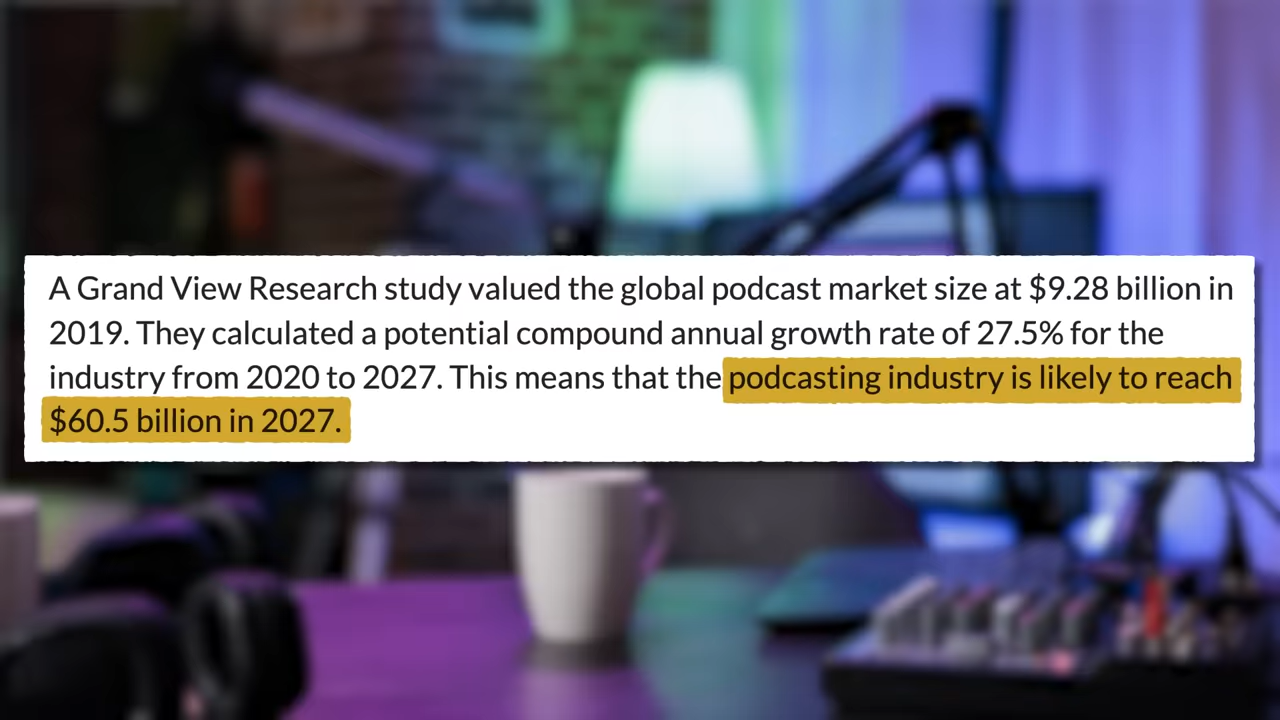 A Grand View Research study valued the global podcast market size at $9.28 billion in
2019. They calculated a potential compound annual growth rate of 27.5% for the
industry from 2020 to 2027. This means that the podcasting industry is likely to reach
$60.5 billion in 2027.